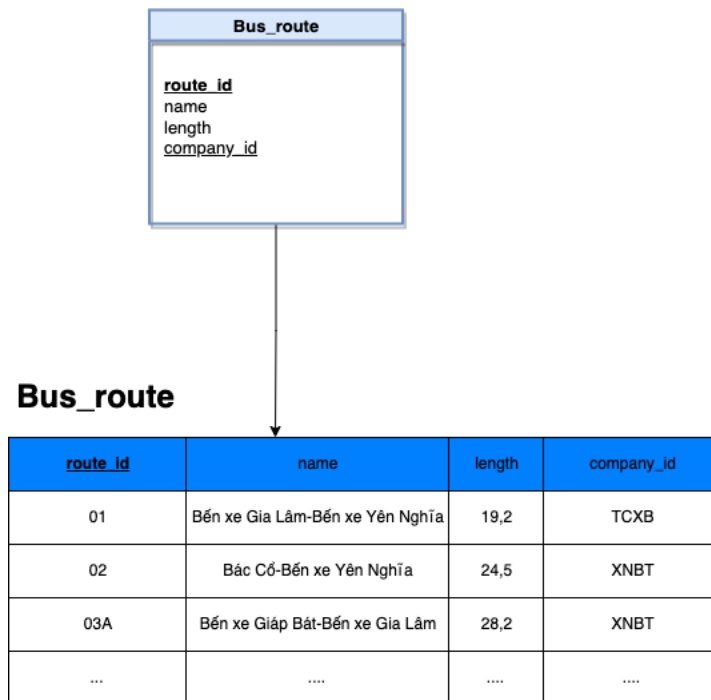 Bus_route
route_id
name
length
company_id
Bus_route
route_id name length company_id
01 Bến xe Gia Lâm-Bến xe Yên Nghĩa 19,2 TCXB
02 Bác Cổ-Bến xe Yên Nghĩa 24,5 XNBT
03A Bến xe Giáp Bát-Bến xe Gia Lâm 28,2 XNBT
... .... .... ....